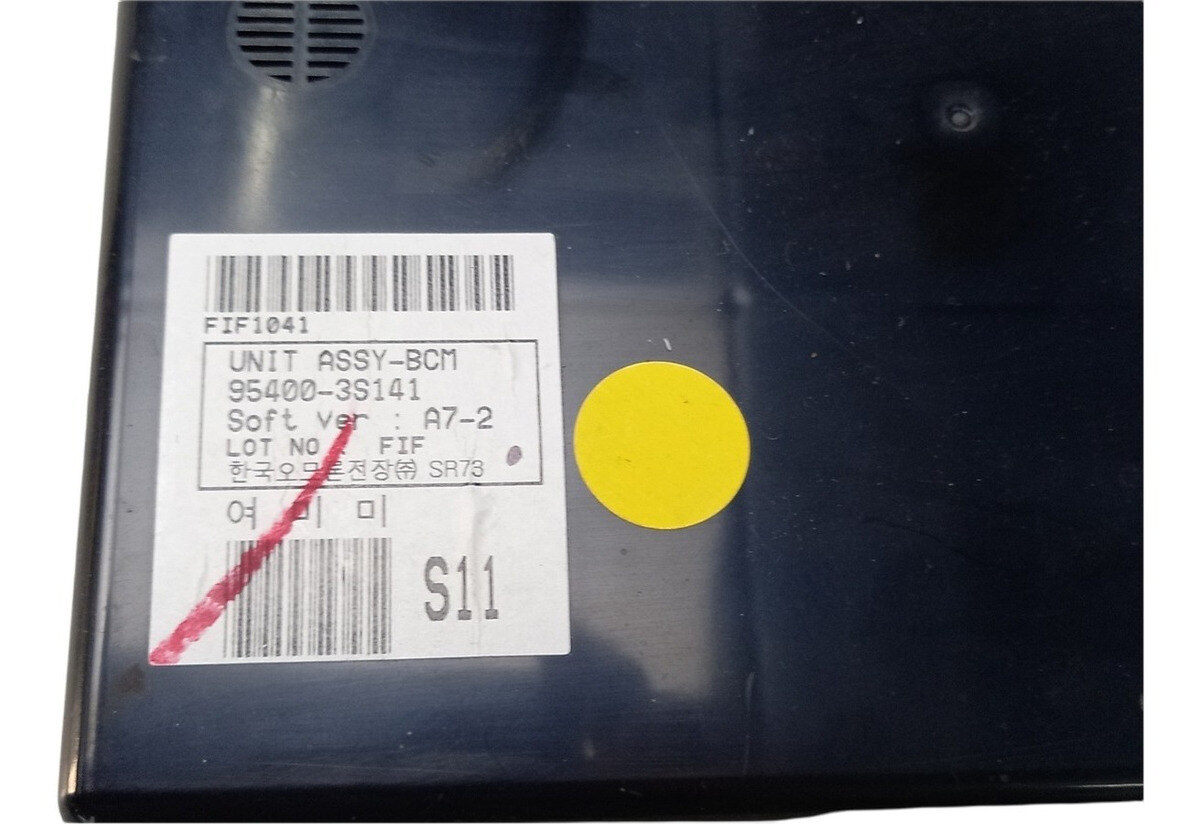 FIF1041
UNIT ASSY-BCM
95400-3S141
Soft ver : A7-2
LOT NO : FIF
한국오므론전장㈜ SR73
여 미 미
S11